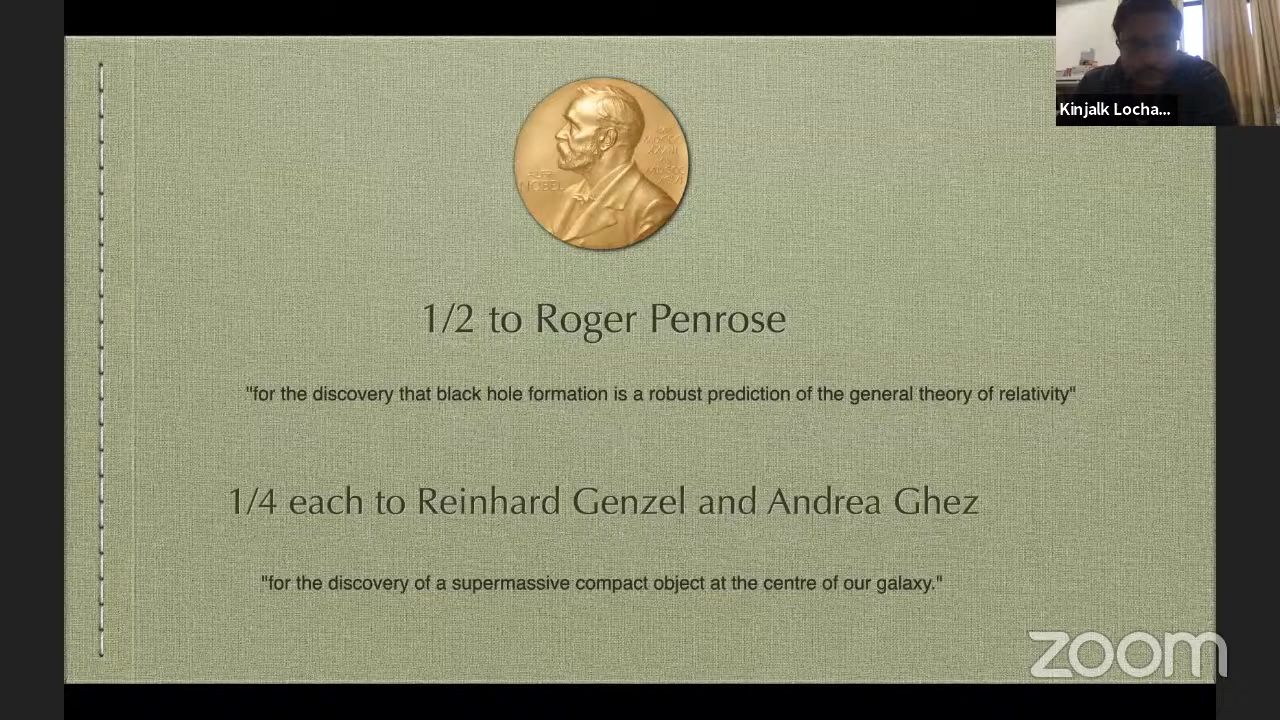 Kinjalk Locha...
NOBEL
1/2 to Roger Penrose
"for the discovery that black hole formation is a robust prediction of the general theory of relativity"
1/4 each to Reinhard Genzel and Andrea Ghez
"for the discovery of a supermassive compact object at the centre of our galaxy."
zoom